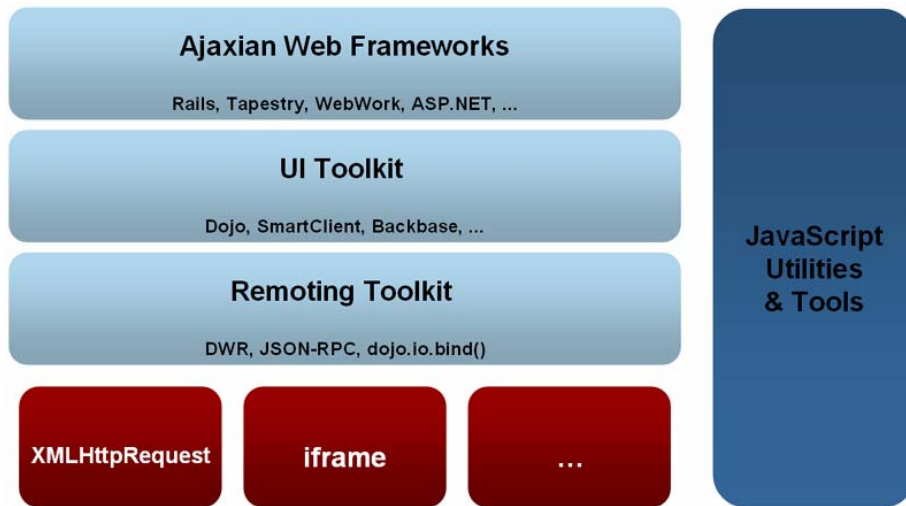 Ajaxian Web Frameworks
Rails, Tapestry, WebWork, ASP.NET, ...
UI Toolkit
Dojo, SmartClient, Backbase, ...
Remoting Toolkit
DWR, JSON-RPC, dojo.io.bind()
XMLHttpRequest
iframe
...
JavaScript
Utilities
& Tools